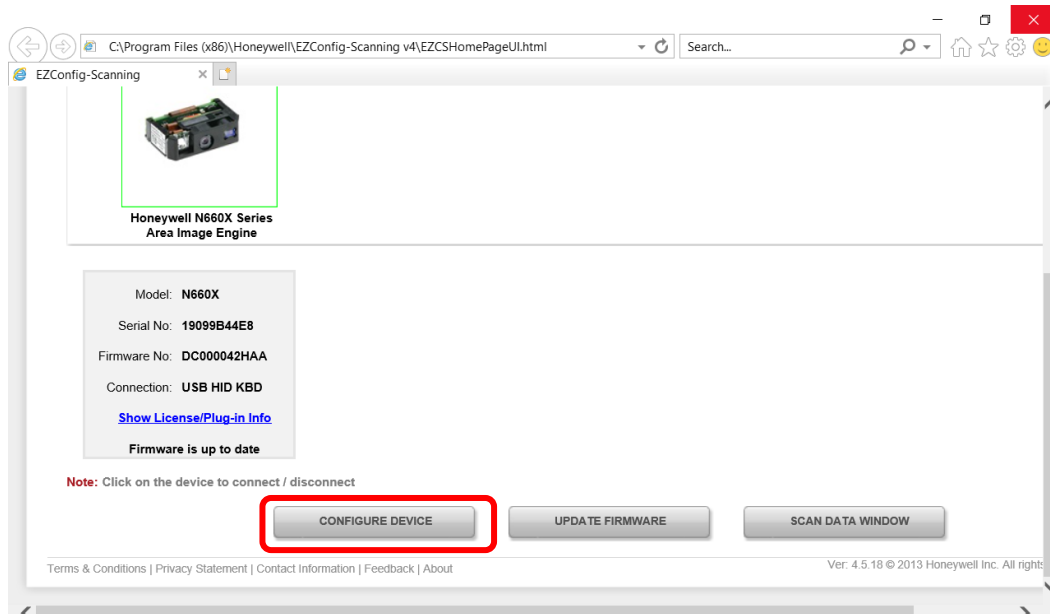 C:\Program Files (x86)\Honeywell\EZConfig-Scanning v4\EZCSHomePageUI.html
Search...
EZConfig-Scanning
Honeywell N660X Series
Area Image Engine
Model: N660X
Serial No: 19099B44E8
Firmware No: DC000042HAA
Connection: USB HID KBD
Show License/Plug-in Info
Firmware is up to date
Note: Click on the device to connect / disconnect
CONFIGURE DEVICE UPDATE FIRMWARE SCAN DATA WINDOW
Terms & Conditions | Privacy Statement | Contact Information | Feedback | About Ver: 4.5.18 © 2013 Honeywell Inc. All rights